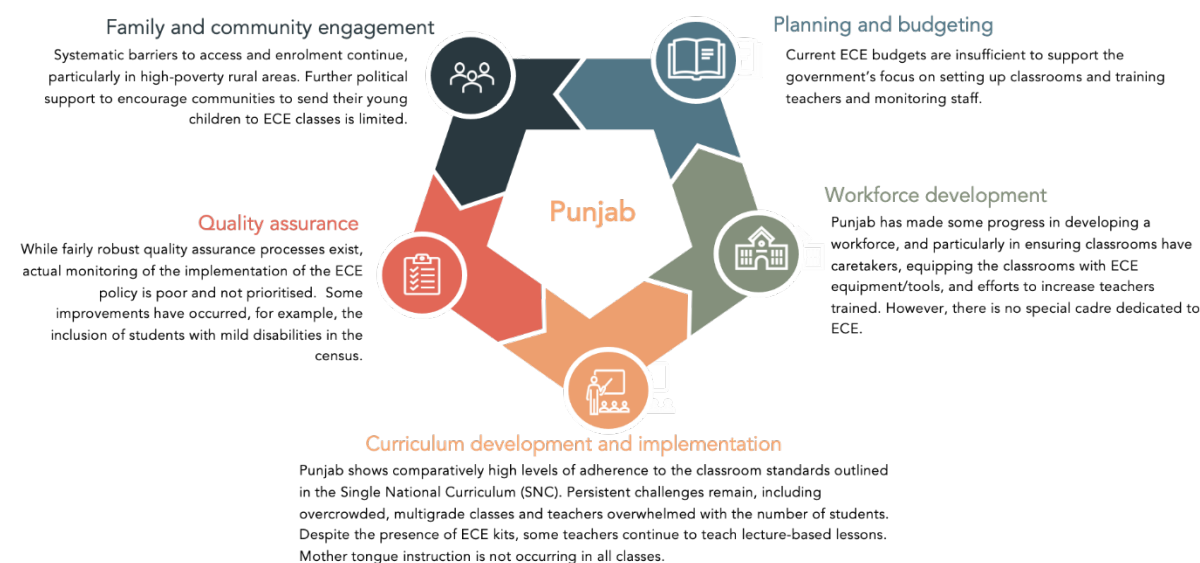 Family and community engagement
Systematic barriers to access and enrolment continue,
particularly in high-poverty rural areas. Further political
support to encourage communities to send their young
children to ECE classes is limited.
Planning and budgeting
Current ECE budgets are insufficient to support the
government's focus on setting up classrooms and training
teachers and monitoring staff.
Punjab
Workforce development
Punjab has made some progress in developing a
workforce, and particularly in ensuring classrooms have
caretakers, equipping the classrooms with ECE
equipment/tools, and efforts to increase teachers
trained. However, there is no special cadre dedicated to
ECE.
Quality assurance
While fairly robust quality assurance processes exist,
actual monitoring of the implementation of the ECE
policy is poor and not prioritised. Some
improvements have occurred, for example, the
inclusion of students with mild disabilities in the
census.
Curriculum development and implementation
Punjab shows comparatively high levels of adherence to the classroom standards outlined
in the Single National Curriculum (SNC). Persistent challenges remain, including
overcrowded, multigrade classes and teachers overwhelmed with the number of students.
Despite the presence of ECE kits, some teachers continue to teach lecture-based lessons.
Mother tongue instruction is not occurring in all classes.